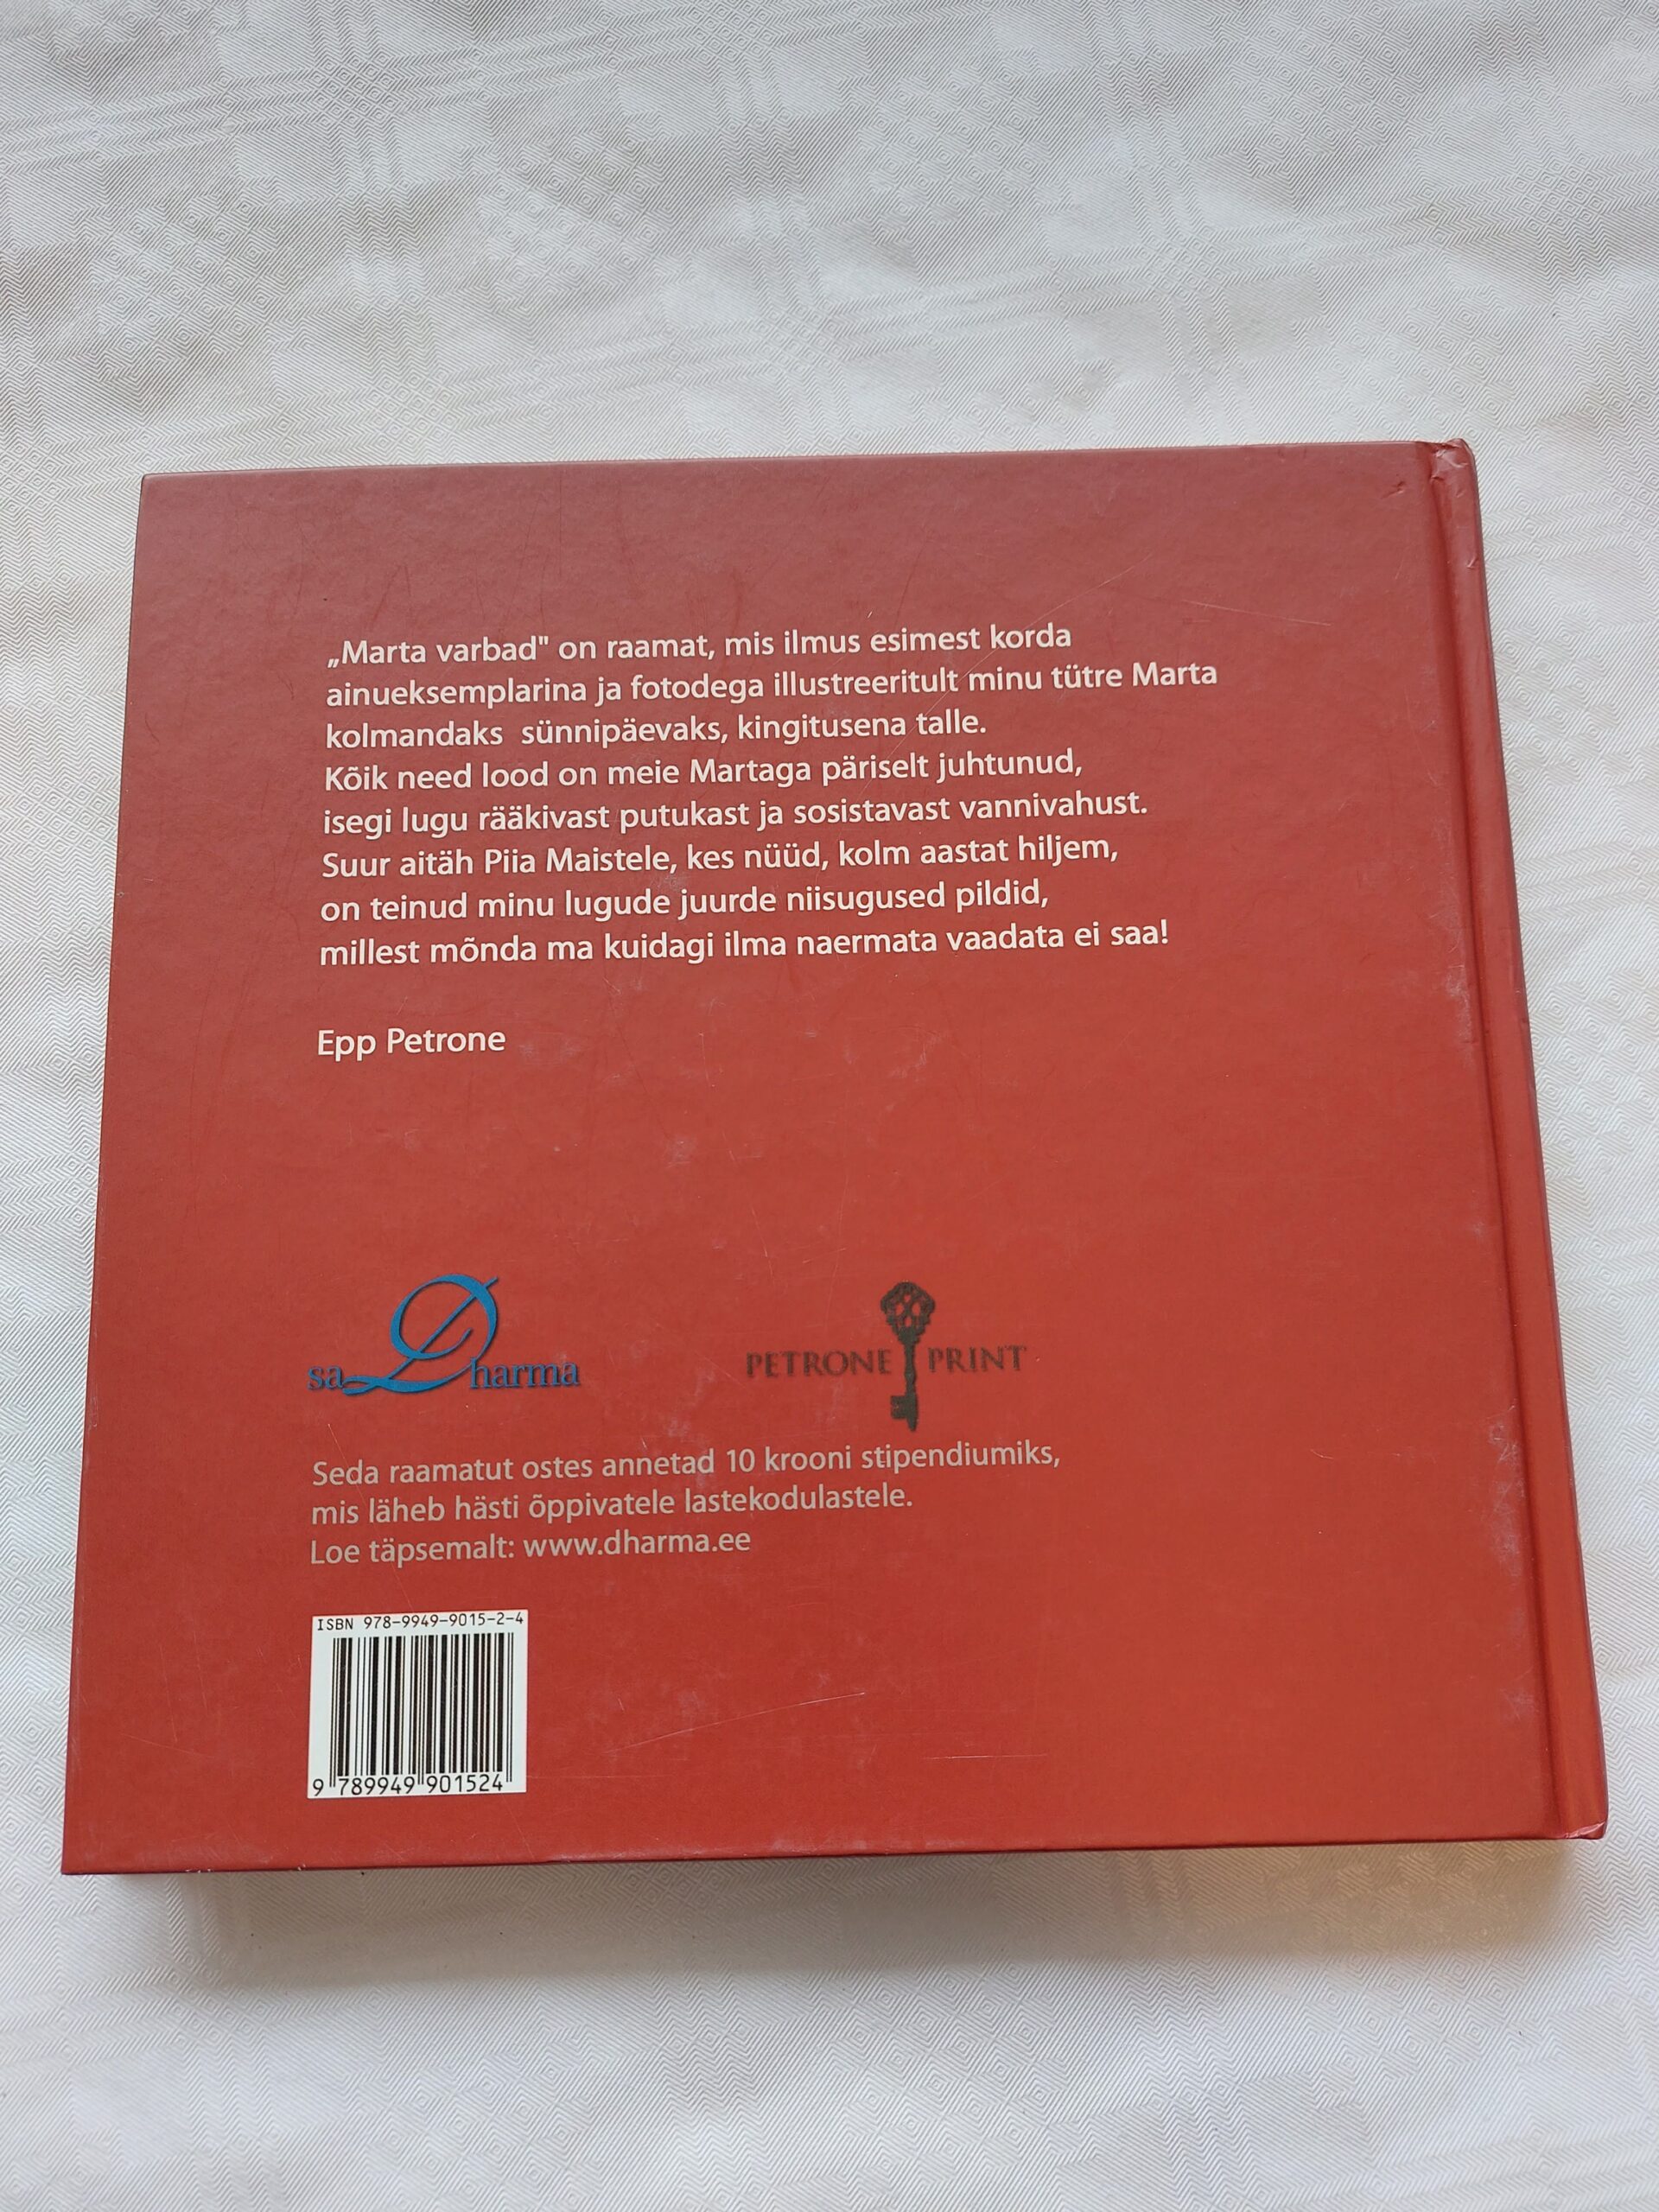 „Marta varbad" on raamat, mis ilmus esimest korda
ainueksemplarina ja fotodega illustreeritult minu tütre Marta
kolmandaks sünnipäevaks, kingitusena talle.
Kõik need lood on meie Martaga päriselt juhtunud,
isegi lugu rääkivast putukast ja sosistavast vannivahust.
Suur aitäh Piia Maistele, kes nüüd, kolm aastat hiljem,
on teinud minu lugude juurde niisugused pildid,
millest mõnda ma kuidagi ilma naermata vaadata ei saa!
Epp Petrone
sa Dharma
PETRONE PRINT
Seda raamatut ostes annetad 10 krooni stipendiumiks,
mis läheb hästi õppivatele lastekodulastele.
Loe täpsemalt: www.dharma.ee
ISBN 978-9949-9015-2-4
9 789949 901524